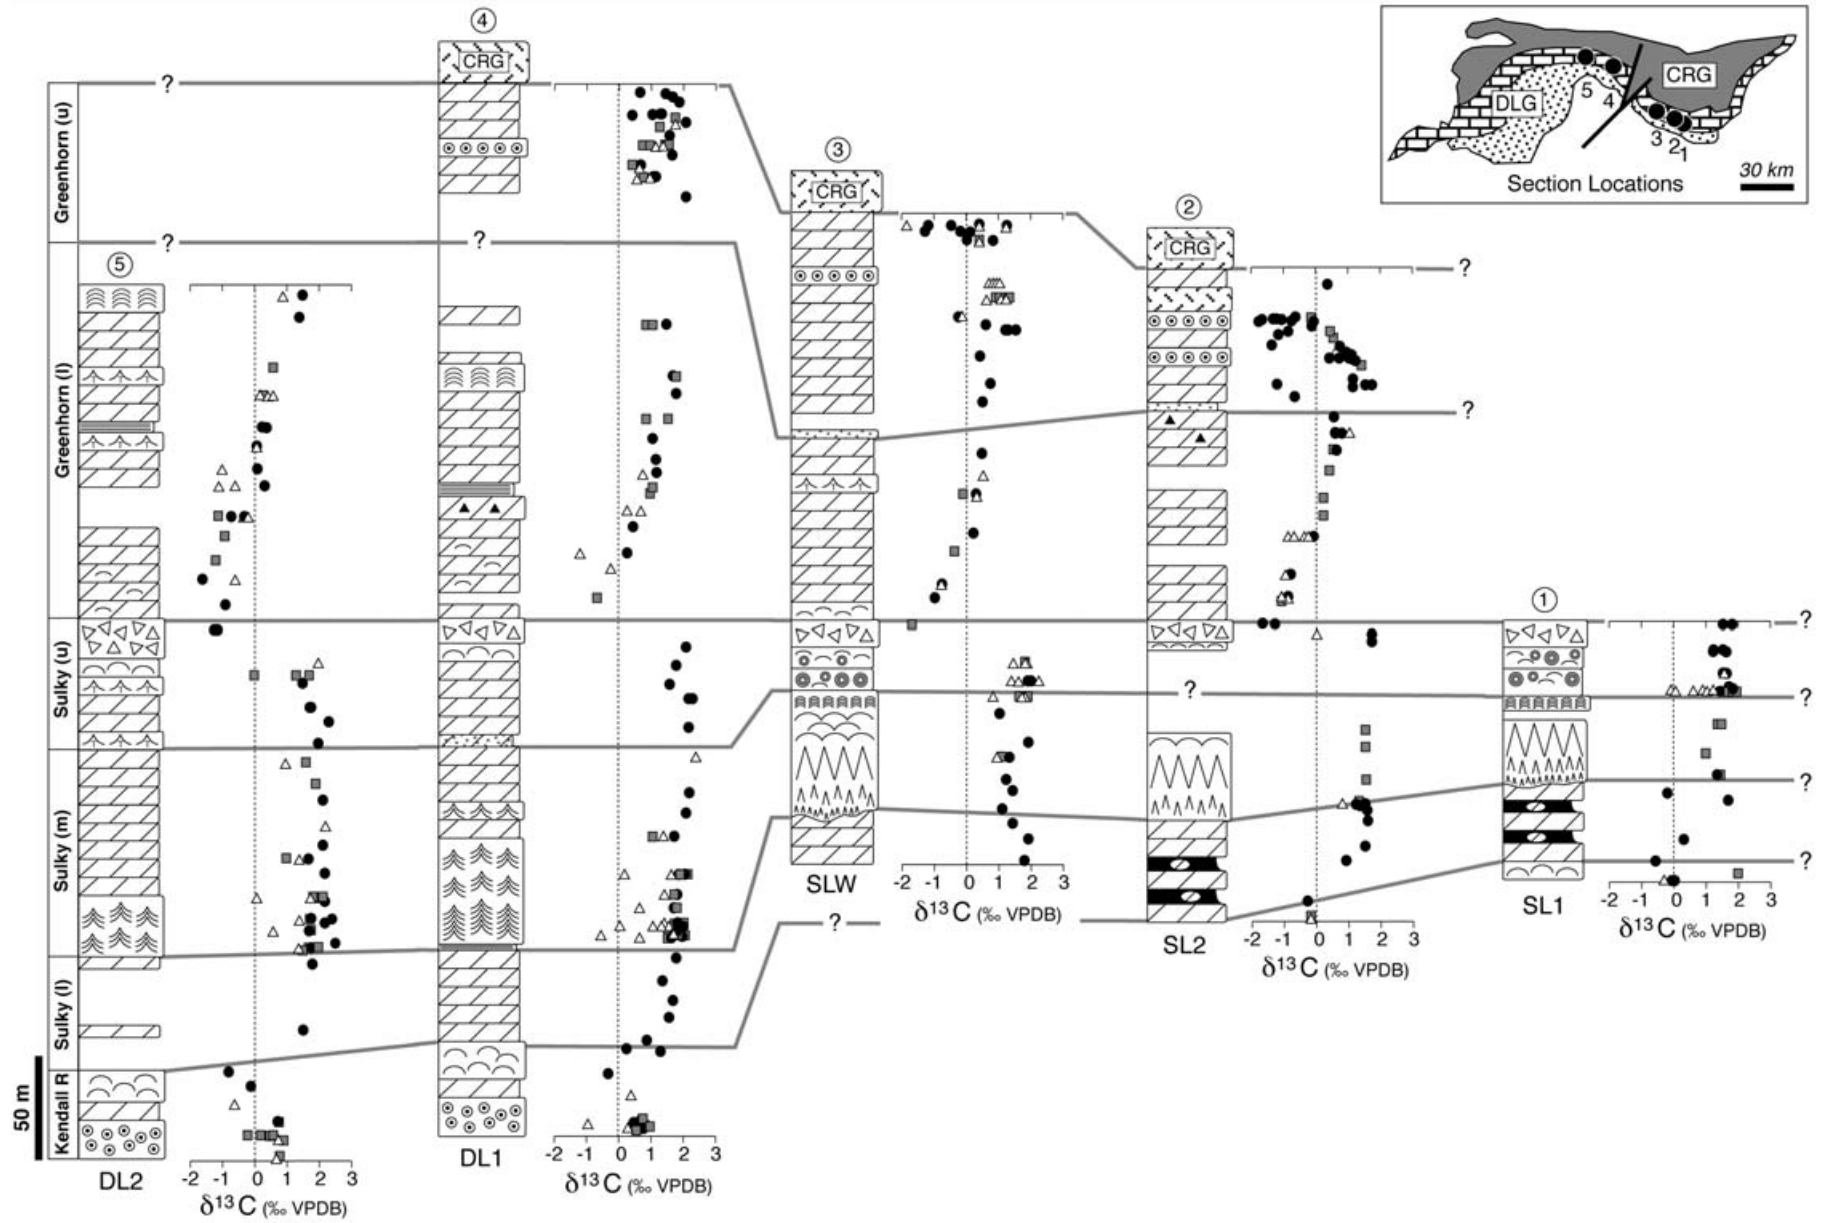 ④
CRG
?
CRG
DLG
5
4
3
2
1
30 km
Section Locations
③
CRG
②
CRG
?
Greenhorn (u)
?
?
⑤
?
Greenhorn (l)
①
?
Sulky (u)
?
?
Sulky (m)
?
SLW
-2 -1 0 1 2 3
δ13C (‰ VPDB)
?
?
SL2
-2 -1 0 1 2 3
δ13C (‰ VPDB)
SL1
-2 -1 0 1 2 3
δ13C (‰ VPDB)
Sulky (l)
Kendall R
50 m
DL2
-2 -1 0 1 2 3
δ13C (‰ VPDB)
DL1
-2 -1 0 1 2 3
δ13C (‰ VPDB)